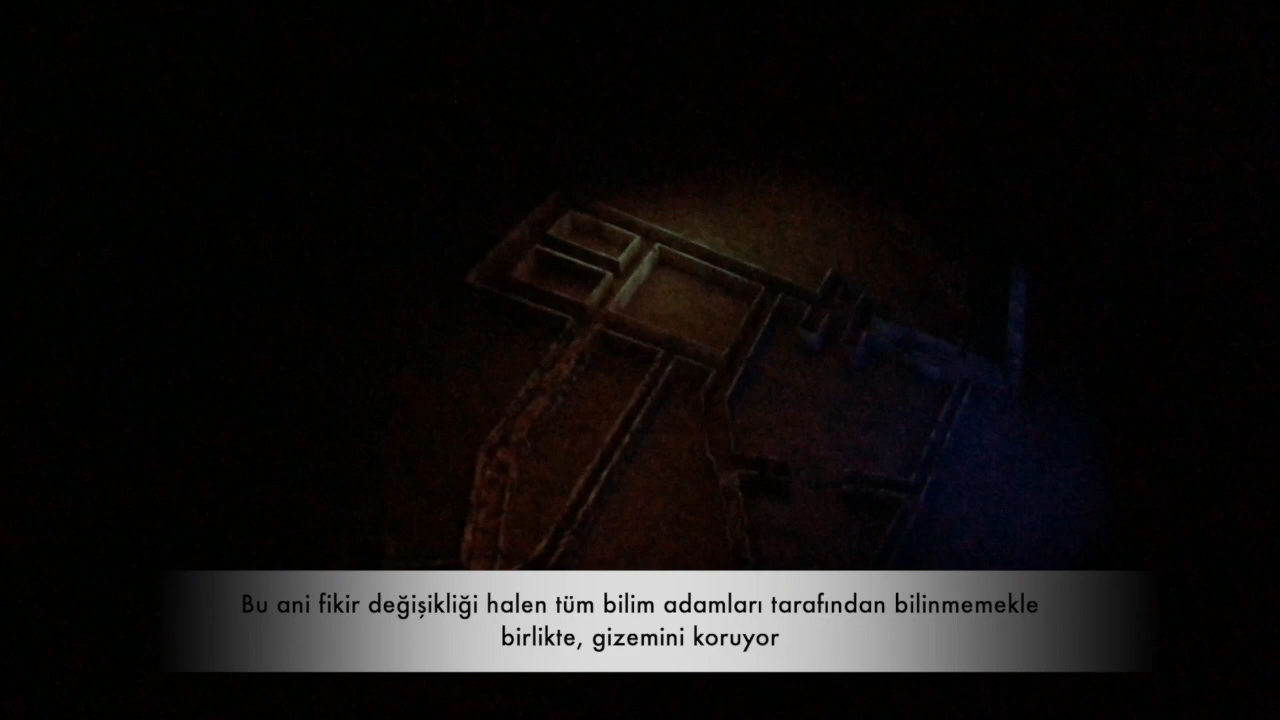 Bu ani fikir değişikliği halen tüm bilim adamları tarafından bilinmemekle
birlikte, gizemini koruyor